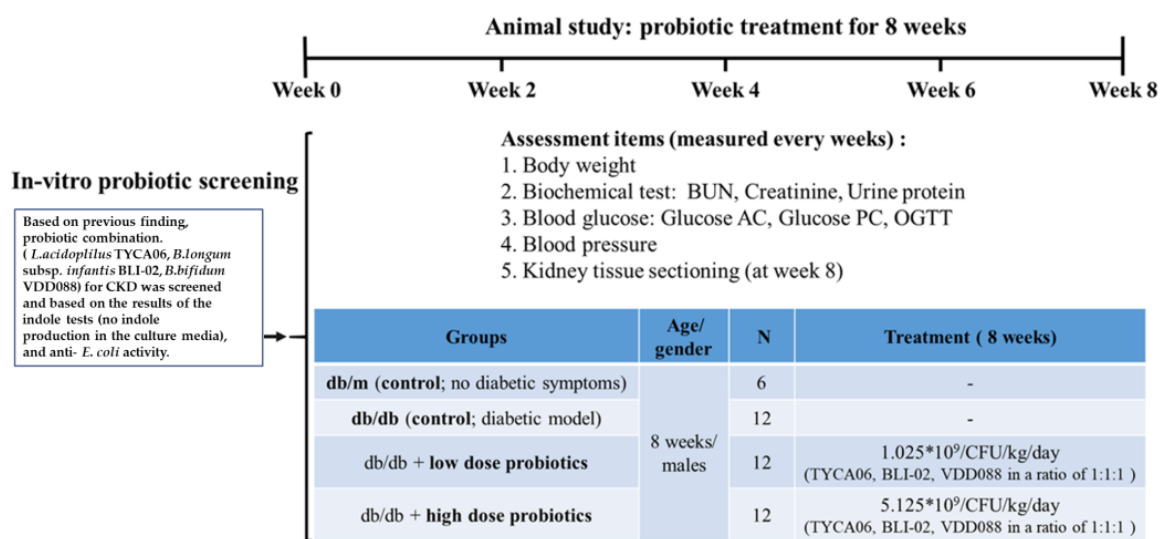 Animal study: probiotic treatment for 8 weeks
Week 0 Week 2 Week 4 Week 6 Week 8
In-vitro probiotic screening
Based on previous finding,
probiotic combination.
( L.acidoplilus TYCA06, B.longum
subsp. infantis BLI-02, B.bifidum
VDD088) for CKD was screened
and based on the results of the
indole tests (no indole
production in the culture media),
and anti- E. coli activity.
Assessment items (measured every weeks) :
1. Body weight
2. Biochemical test: BUN, Creatinine, Urine protein
3. Blood glucose: Glucose AC, Glucose PC, OGTT
4. Blood pressure
5. Kidney tissue sectioning (at week 8)
Groups Age/ gender N Treatment ( 8 weeks)
db/m (control; no diabetic symptoms) 6 -
db/db (control; diabetic model) 12 -
8 weeks/
males
db/db + low dose probiotics 12 1.025*10⁹/CFU/kg/day
(TYCA06, BLI-02, VDD088 in a ratio of 1:1:1 )
db/db + high dose probiotics 12 5.125*10⁹/CFU/kg/day
(TYCA06, BLI-02, VDD088 in a ratio of 1:1:1 )